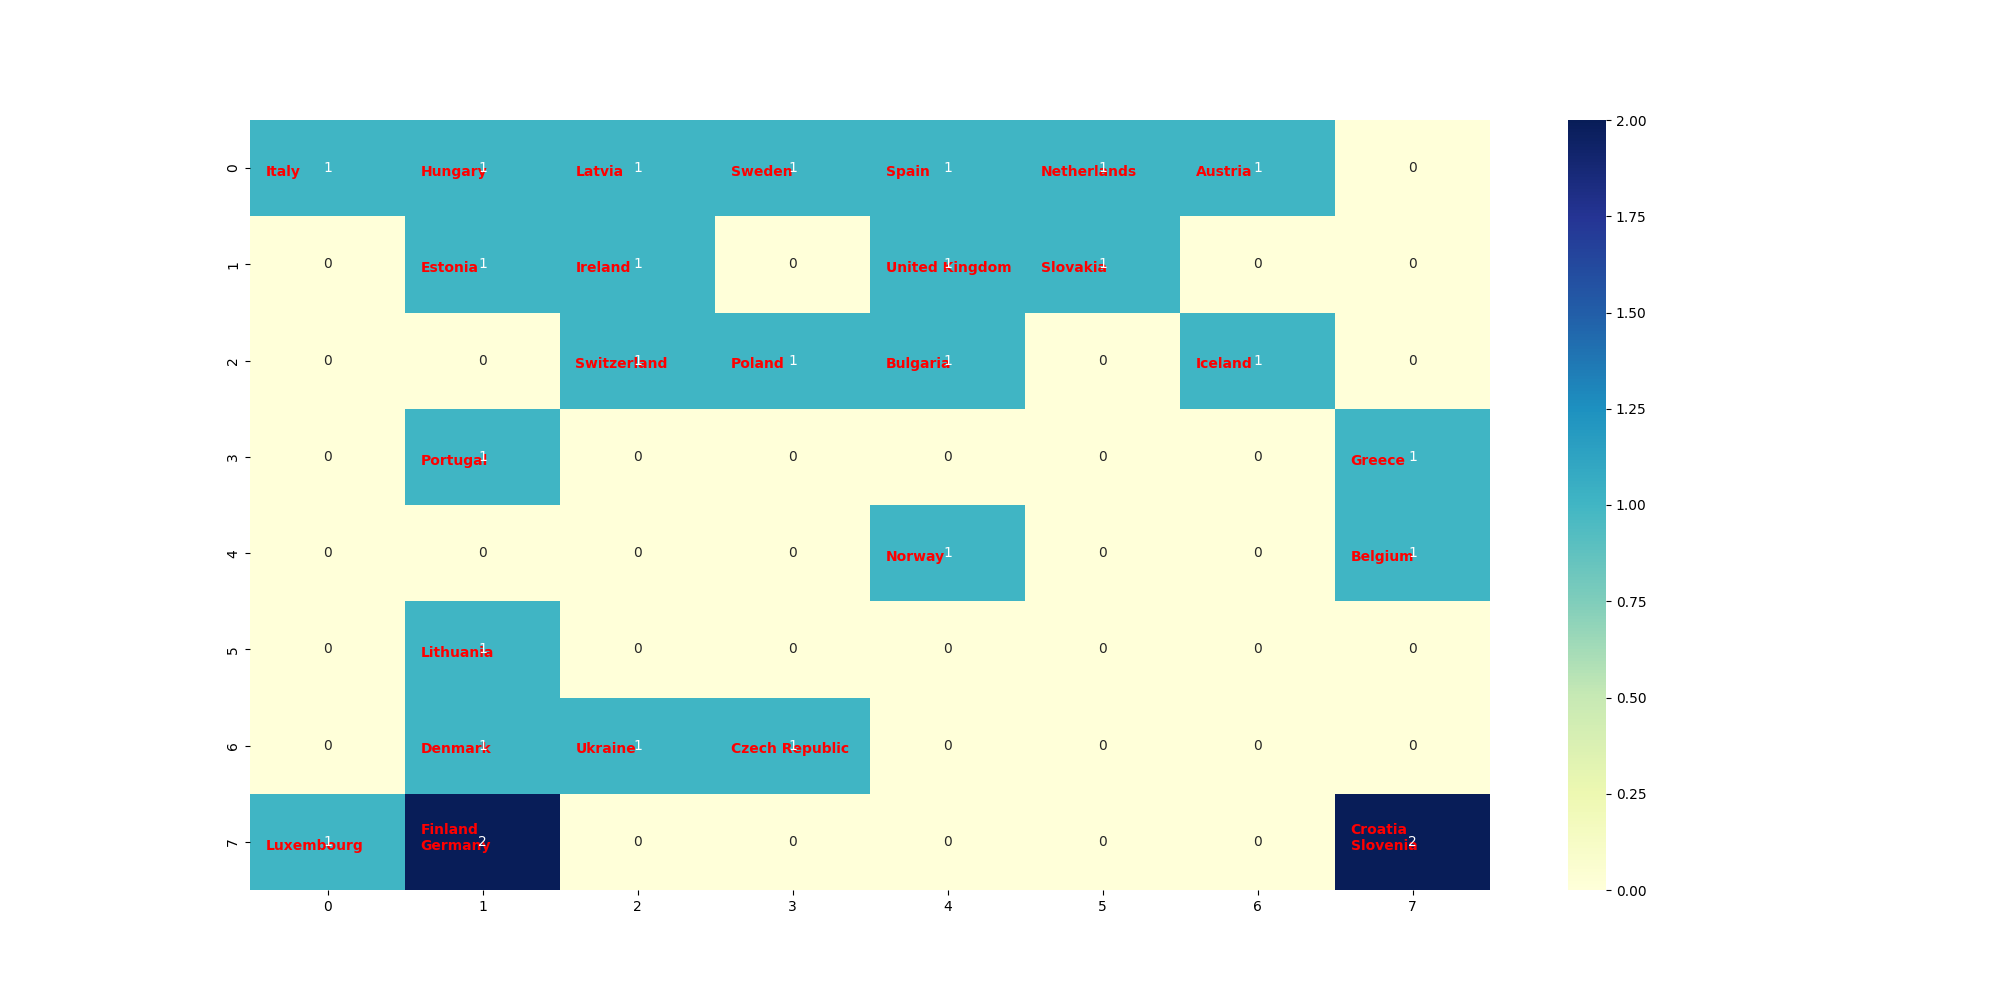 2.00
0 Italy 1 Hungary 1 Latvia 1 Sweden 1 Spain 1 Netherlands 1 Austria 1 0
1.75
1 0 Estonia 1 Ireland 1 0 United Kingdom 1 Slovakia 1 0 0
1.50
2 0 0 Switzerland 1 Poland 1 Bulgaria 1 0 Iceland 1 0
1.25
3 0 Portugal 1 0 0 0 0 0 Greece 1
1.00
4 0 0 0 0 Norway 1 0 0 Belgium 1
0.75
5 0 Lithuania 1 0 0 0 0 0 0
0.50
6 0 Denmark 1 Ukraine 1 Czech Republic 1 0 0 0 0
0.25
Finland Croatia
7 Luxembourg 1 Germany 2 0 0 0 0 0 Slovenia 2
0.00
0 1 2 3 4 5 6 7